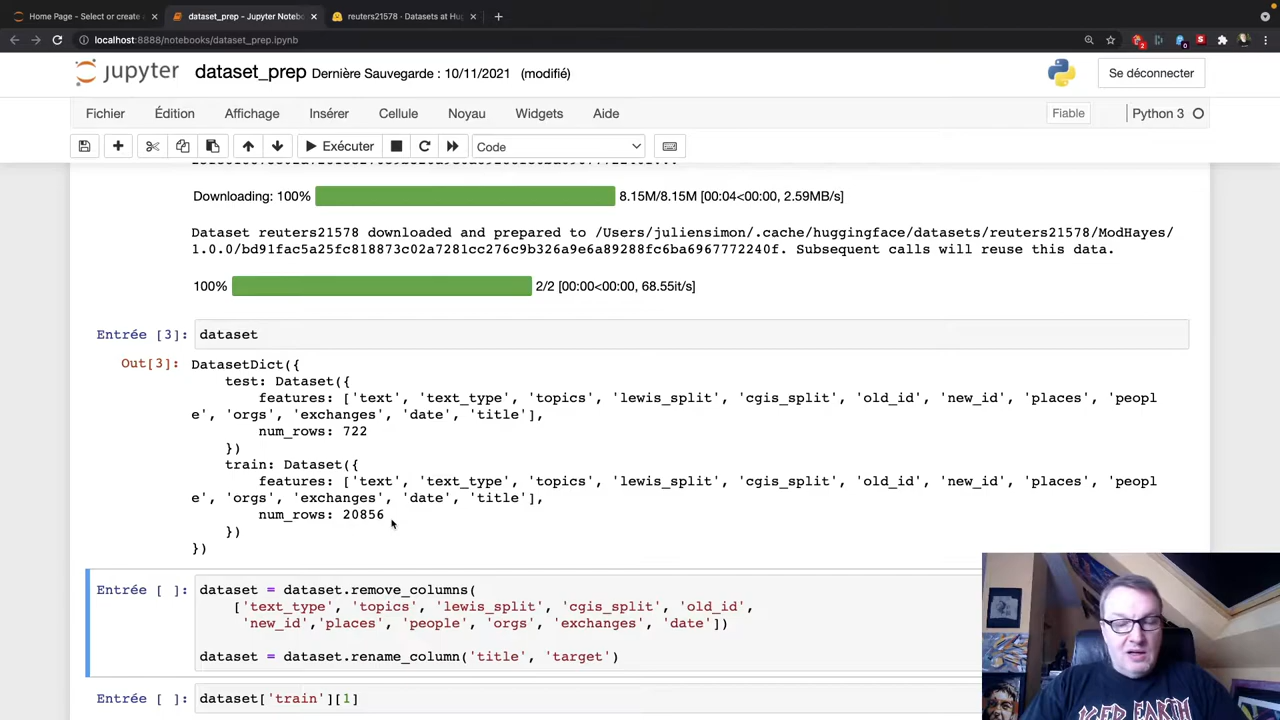 Home Page - Select or create
dataset_prep - Jupyter Notebo
reuters21578 · Datasets at Hug
localhost:8888/notebooks/dataset_prep.ipynb
jupyter dataset_prep Dernière Sauvegarde : 10/11/2021 (modifié)
Se déconnecter
Fichier Édition Affichage Insérer Cellule Noyau Widgets Aide
Fiable
Python 3
Exécuter
Code
Downloading: 100% 8.15M/8.15M [00:04<00:00, 2.59MB/s]
Dataset reuters21578 downloaded and prepared to /Users/juliensimon/.cache/huggingface/datasets/reuters21578/ModHayes/
1.0.0/bd91fac5a25fc818873c02a7281cc276c9b326a9e6a89288fc6ba6967772240f. Subsequent calls will reuse this data.
100% 2/2 [00:00<00:00, 68.55it/s]
Entrée [3]: dataset
Out[3]: DatasetDict({
test: Dataset({
features: ['text', 'text_type', 'topics', 'lewis_split', 'cgis_split', 'old_id', 'new_id', 'places', 'peopl
e', 'orgs', 'exchanges', 'date', 'title'],
num_rows: 722
})
train: Dataset({
features: ['text', 'text_type', 'topics', 'lewis_split', 'cgis_split', 'old_id', 'new_id', 'places', 'peopl
e', 'orgs', 'exchanges', 'date', 'title'],
num_rows: 20856
})
})
Entrée [ ]: dataset = dataset.remove_columns(
['text_type', 'topics', 'lewis_split', 'cgis_split', 'old_id',
'new_id','places', 'people', 'orgs', 'exchanges', 'date'])
dataset = dataset.rename_column('title', 'target')
Entrée [ ]: dataset['train'][1]
ICED EARTH